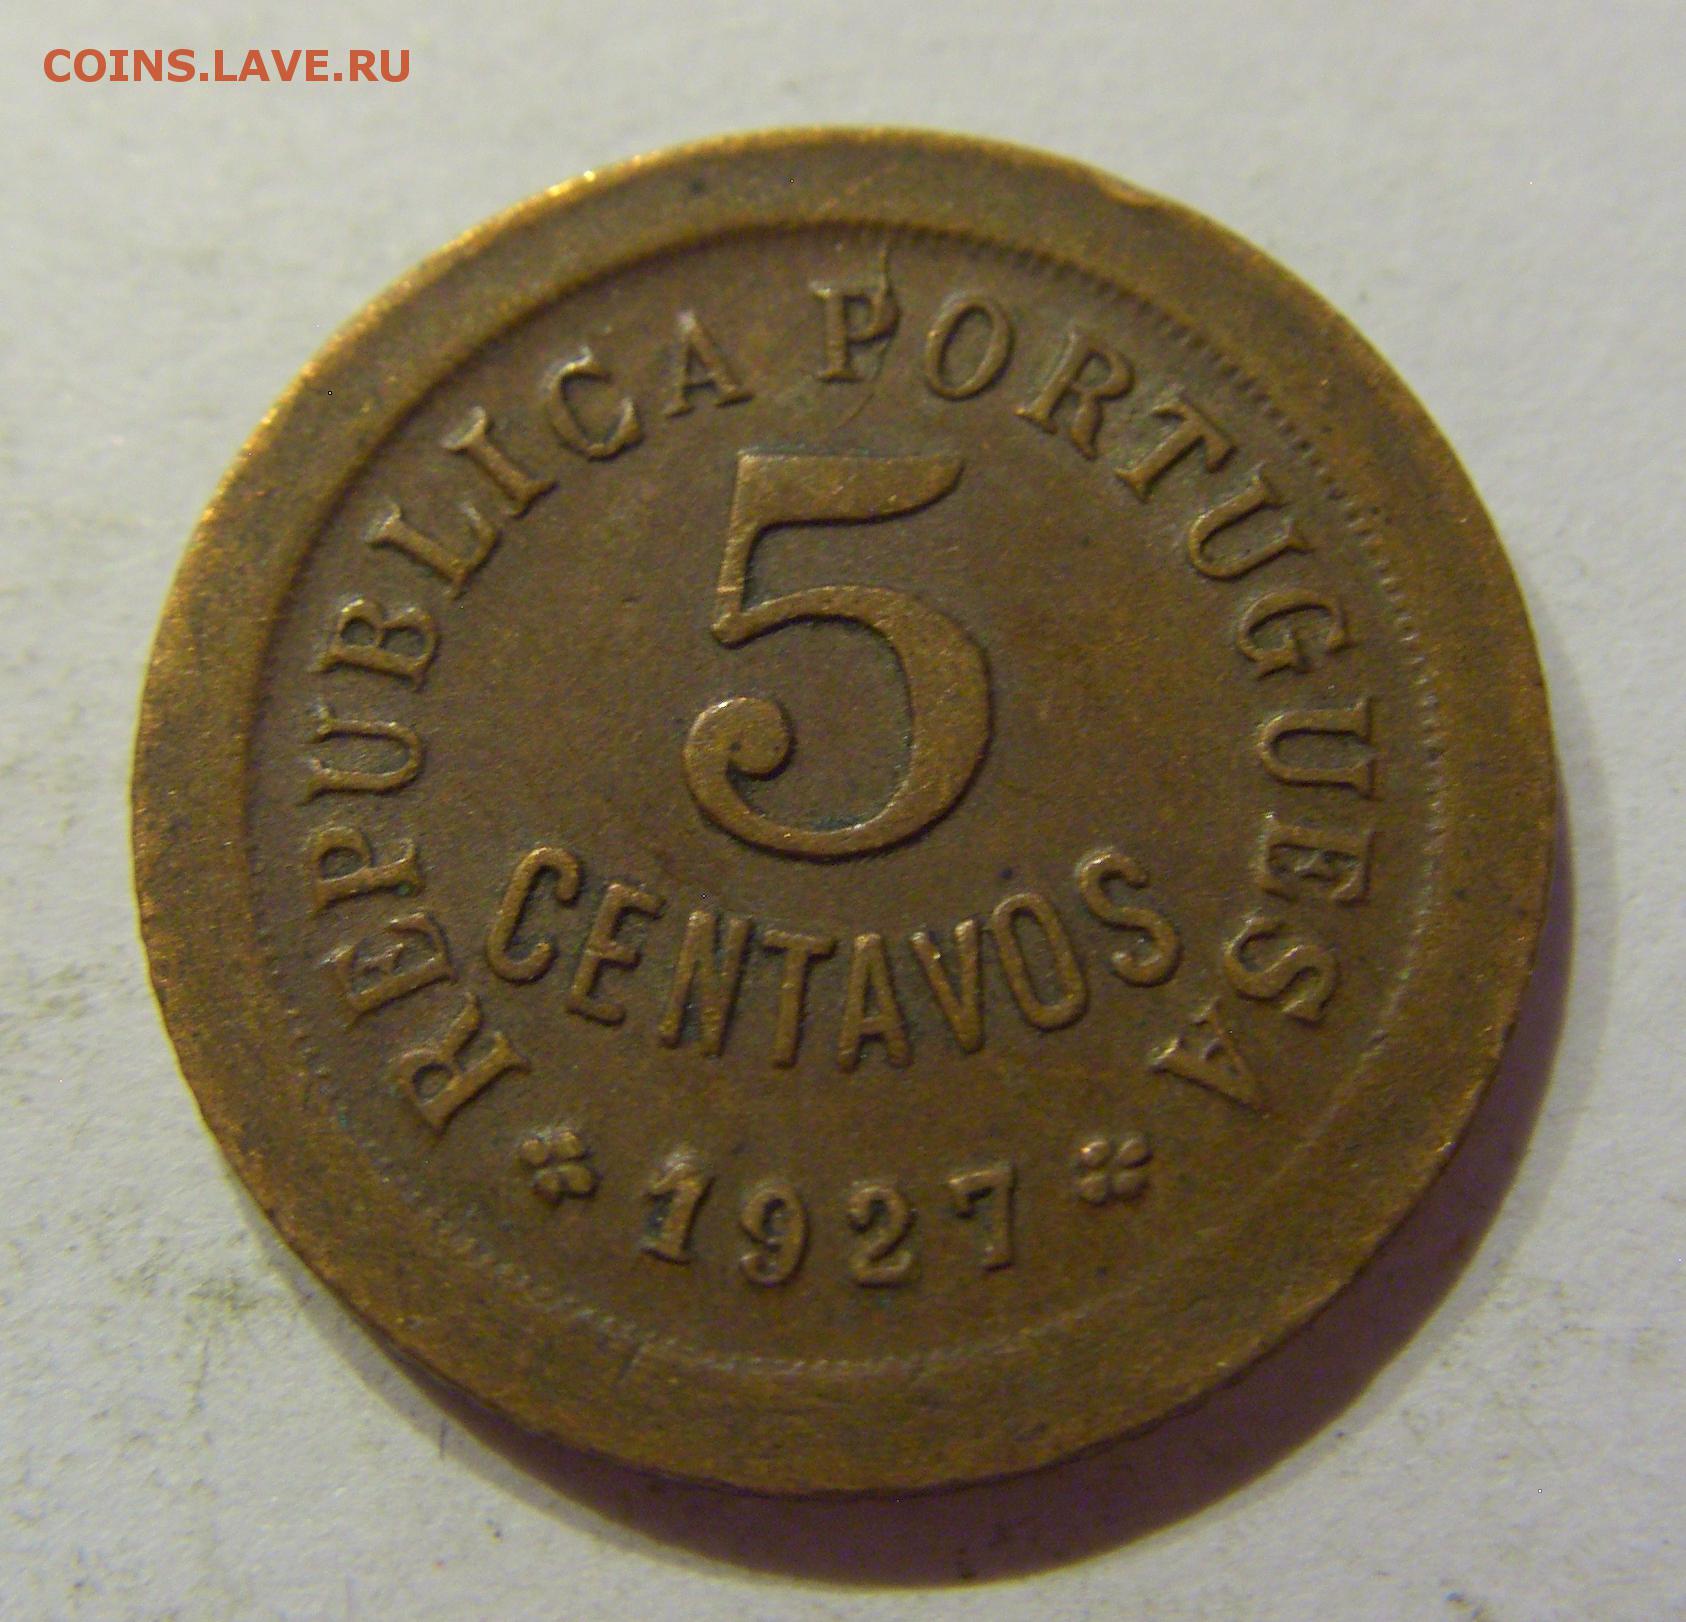 COINS.LAVE.RU
REPUBLICA PORTUGUESA
5
CENTAVOS
1927